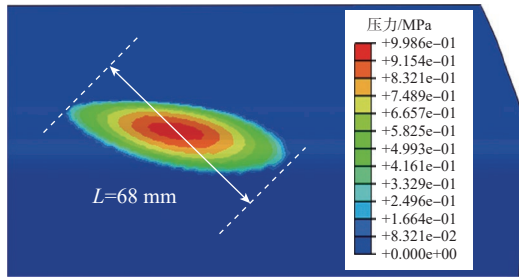 压力/MPa
+9.986e−01
+9.154e−01
+8.321e−01
+7.489e−01
+6.657e−01
+5.825e−01
+4.993e−01
+4.161e−01
+3.329e−01
+2.496e−01
+1.664e−01
+8.321e−02
+0.000e+00
L=68 mm